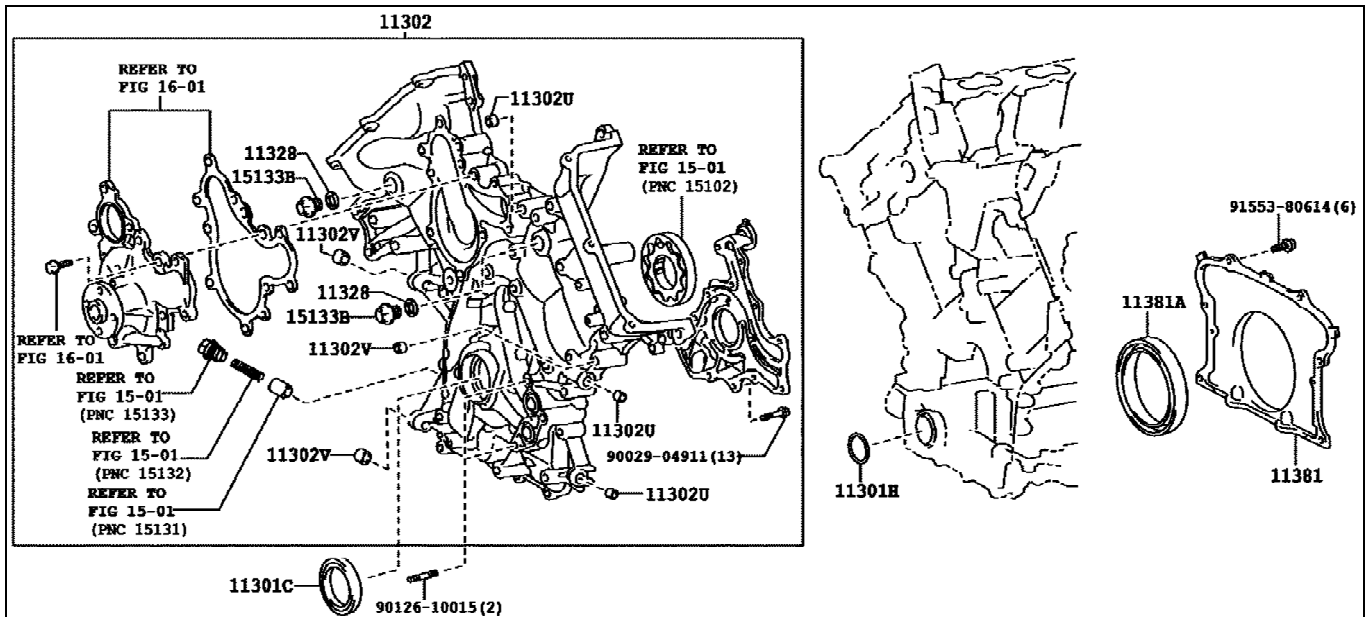 11302
REFER TO
FIG 16-01
11302U
11328
15133B
REFER TO
FIG 15-01
(PNC 15102)
91553-80614(6)
11302V
11381A
11328
15133B
REFER TO
FIG 16-01
11302V
REFER TO
FIG 15-01
(PNC 15133)
11302U
REFER TO
FIG 15-01
(PNC 15132)
11302V
90029-04911(13)
11381
REFER TO
FIG 15-01
(PNC 15131)
11302U
11301H
11301C
90126-10015(2)